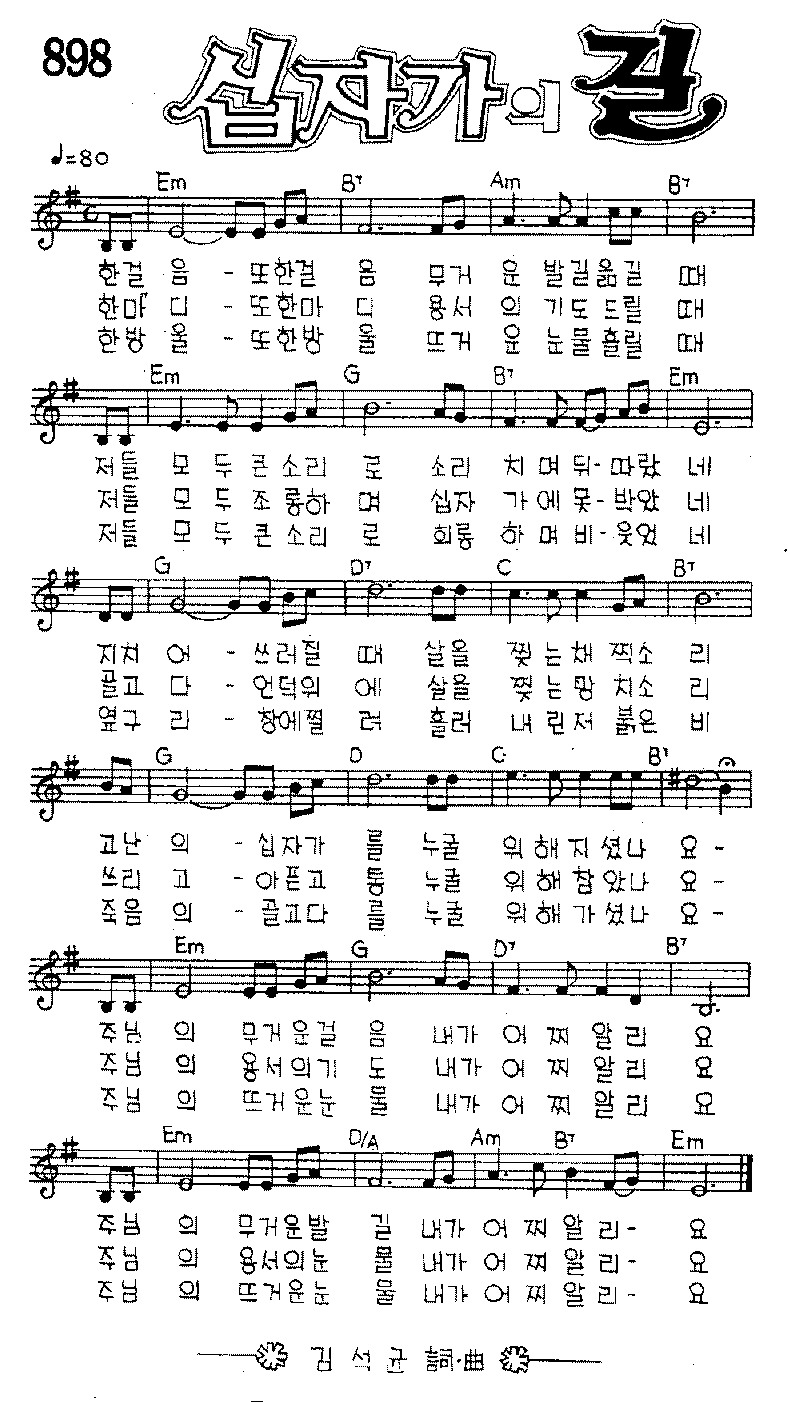 898
십자가의 길
♩=80
Em B7 Am B7
한걸 음 - 또한걸 음 무거 운 발길옮길 때
한마디 - 또한마 디 용서 의 기도드릴 때
한방 울 - 또한방 울 뜨거 운 눈물흘릴 때
Em G B7 Em
저들 모 두 큰 소리 로 소리 치 며 뒤-따랐 네
저들 모 두 조 롱하 며 십자 가 에 못-박았 네
저들 모 두 큰 소리 로 희롱 하 며 비-웃었 네
G D7 C B7
지쳐 어 - 쓰러질 때 살을 찢 는 채 찍소 리
골고 다 - 언덕위 에 살을 찢 는 망 치소 리
옆구 리 - 창에찔 려 흘러 내 린 저 붉은 비
G D C B7
고난 의 - 십자가 를 누굴 위 해 지 셨나 요 -
쓰리 고 - 아픈고 통 누굴 위 해 참 았나 요 -
죽음 의 - 골고다 를 누굴 위 해 가 셨나 요 -
Em G D7 B7
주님 의 무거운걸 음 내가 어 찌 알 리 요
주님 의 용서의기 도 내가 어 찌 알 리 요
주님 의 뜨거운눈 물 내가 어 찌 알 리 요
Em D/A Am B7 Em
주님 의 무거운발 길 내가 어 찌 알 리 - 요
주님 의 용서의눈 물 내가 어 찌 알 리 - 요
주님 의 뜨거운눈 물 내가 어 찌 알 리 - 요
김 석 균 詞·曲